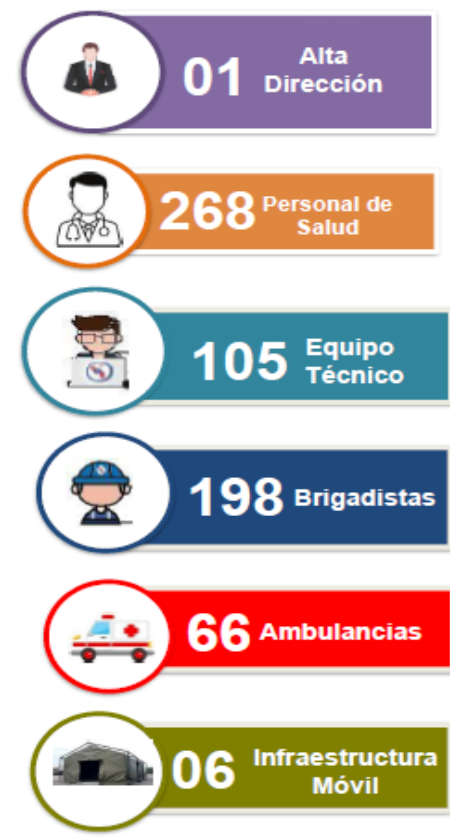 01 Alta
Dirección
268 Personal de
Salud
105 Equipo
Técnico
198 Brigadistas
66 Ambulancias
06 Infraestructura
Móvil